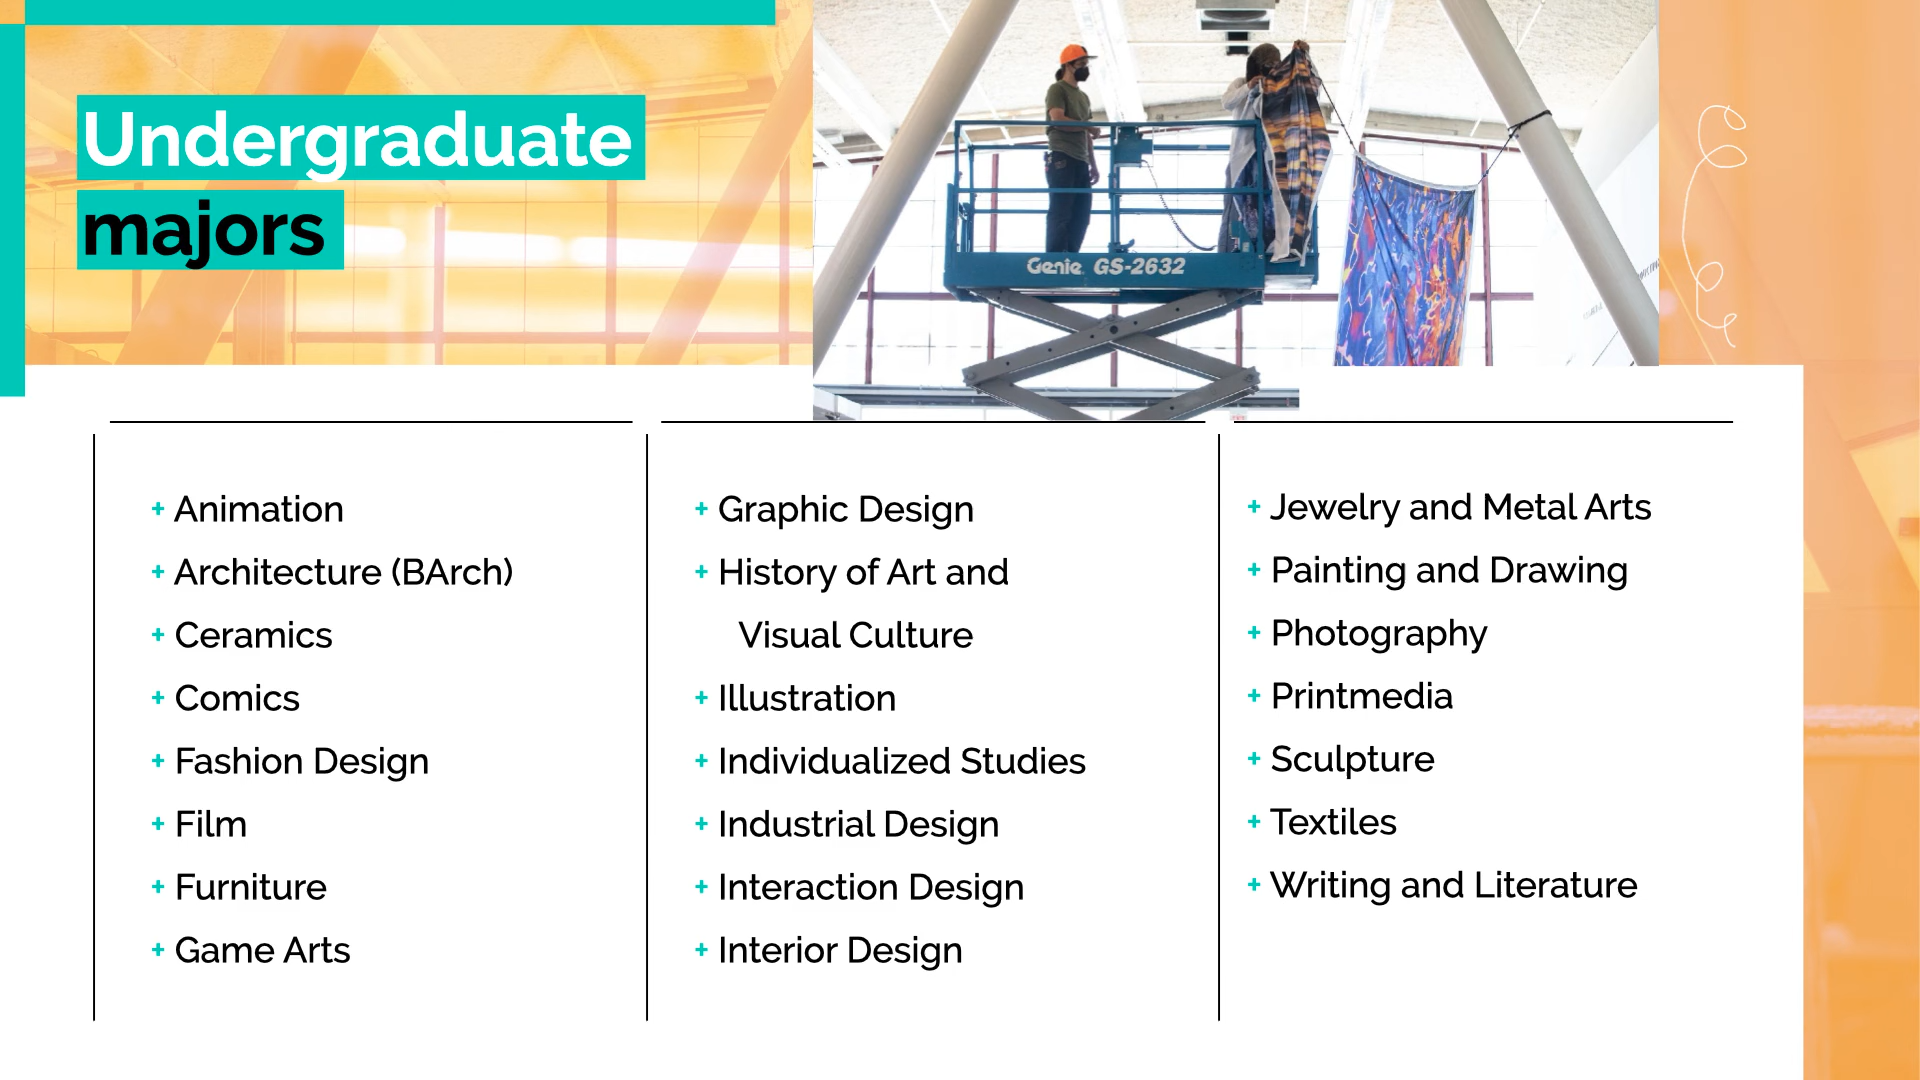 Undergraduate
majors
Genie GS-2632
+ Animation
+ Architecture (BArch)
+ Ceramics
+ Comics
+ Fashion Design
+ Film
+ Furniture
+ Game Arts
+ Graphic Design
+ History of Art and
Visual Culture
+ Illustration
+ Individualized Studies
+ Industrial Design
+ Interaction Design
+ Interior Design
+ Jewelry and Metal Arts
+ Painting and Drawing
+ Photography
+ Printmedia
+ Sculpture
+ Textiles
+ Writing and Literature